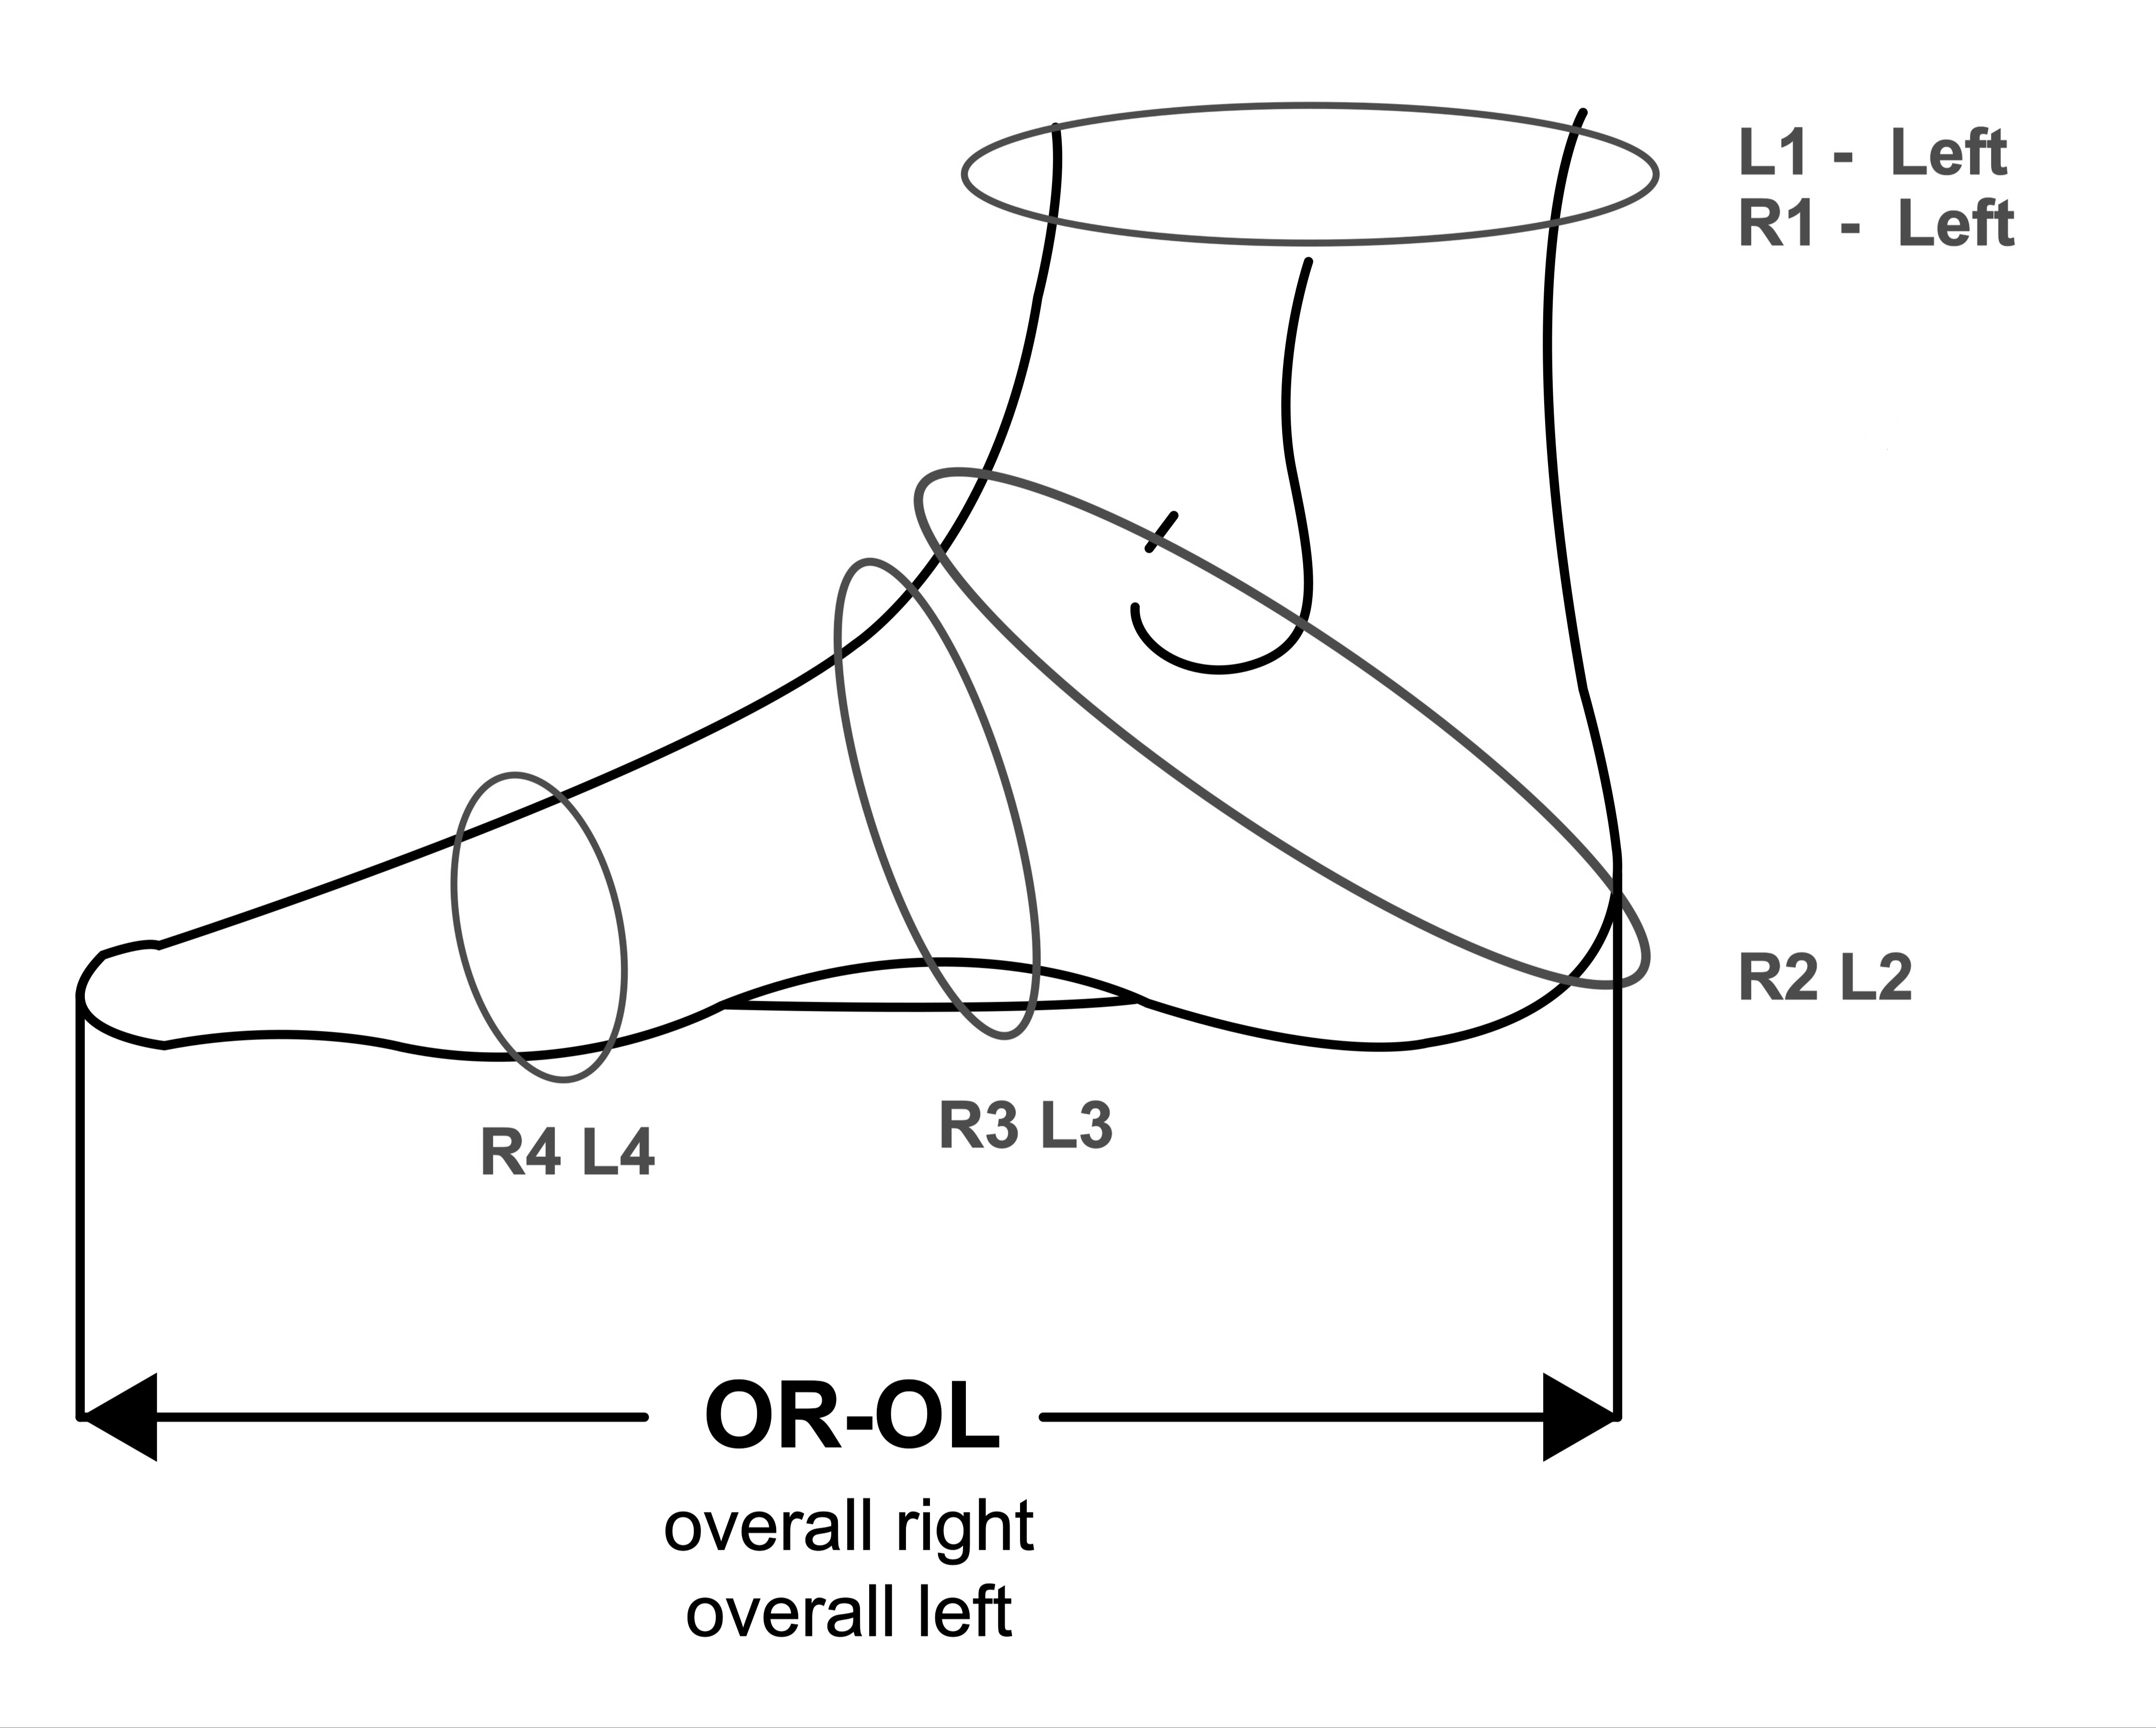 L1 - Left
R1 - Left
R2 L2
R3 L3
R4 L4
OR-OL
overall right
overall left